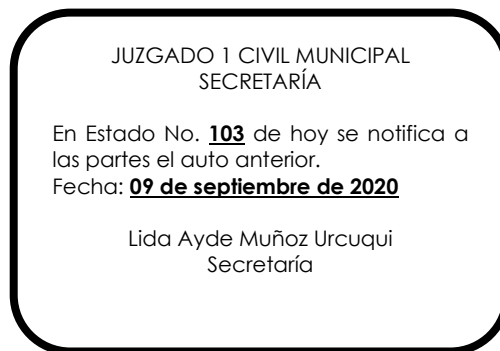 JUZGADO 1 CIVIL MUNICIPAL
SECRETARÍA
En Estado No. 103 de hoy se notifica a
las partes el auto anterior.
Fecha: 09 de septiembre de 2020
Lida Ayde Muñoz Urcuqui
Secretaría